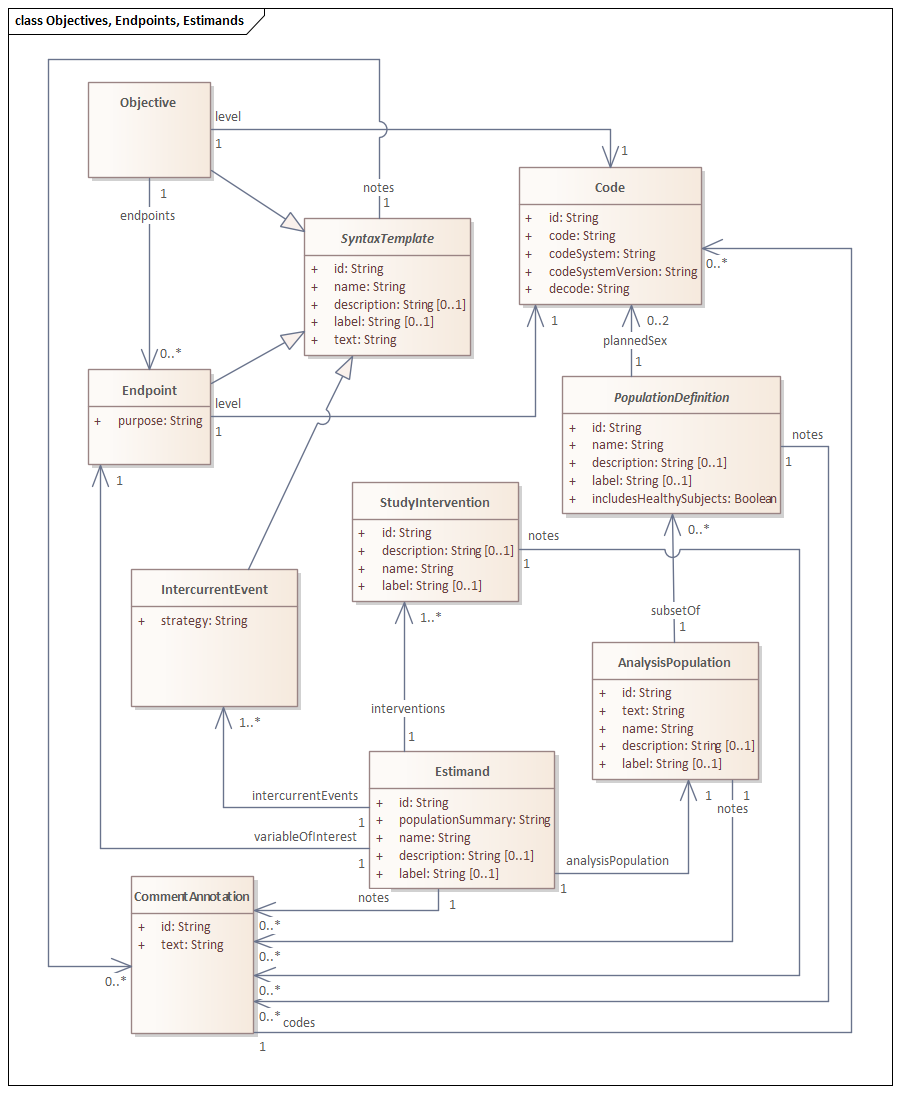 class Objectives, Endpoints, Estimands
Objective
level
1
1
endpoints
1
0..*
notes
1
SyntaxTemplate
+ id: String
+ name: String
+ description: String [0..1]
+ label: String [0..1]
+ text: String
Code
+ id: String
+ code: String
+ codeSystem: String
+ codeSystemVersion: String
+ decode: String
0..*
1
0..2
plannedSex
1
Endpoint
+ purpose: String
level
1
1
PopulationDefinition
+ id: String
+ name: String
+ description: String [0..1]
+ label: String [0..1]
+ includesHealthySubjects: Boolean
notes
1
0..*
subsetOf
1
StudyIntervention
+ id: String
+ description: String [0..1]
+ name: String
+ label: String [0..1]
notes
1
1..*
interventions
1
IntercurrentEvent
+ strategy: String
1..*
intercurrentEvents
1
variableOfInterest
1
AnalysisPopulation
+ id: String
+ text: String
+ name: String
+ description: String [0..1]
+ label: String [0..1]
1
1
notes
Estimand
+ id: String
+ populationSummary: String
+ name: String
+ description: String [0..1]
+ label: String [0..1]
analysisPopulation
1
notes
1
CommentAnnotation
+ id: String
+ text: String
0..*
0..*
0..*
0..*
0..*
codes
1